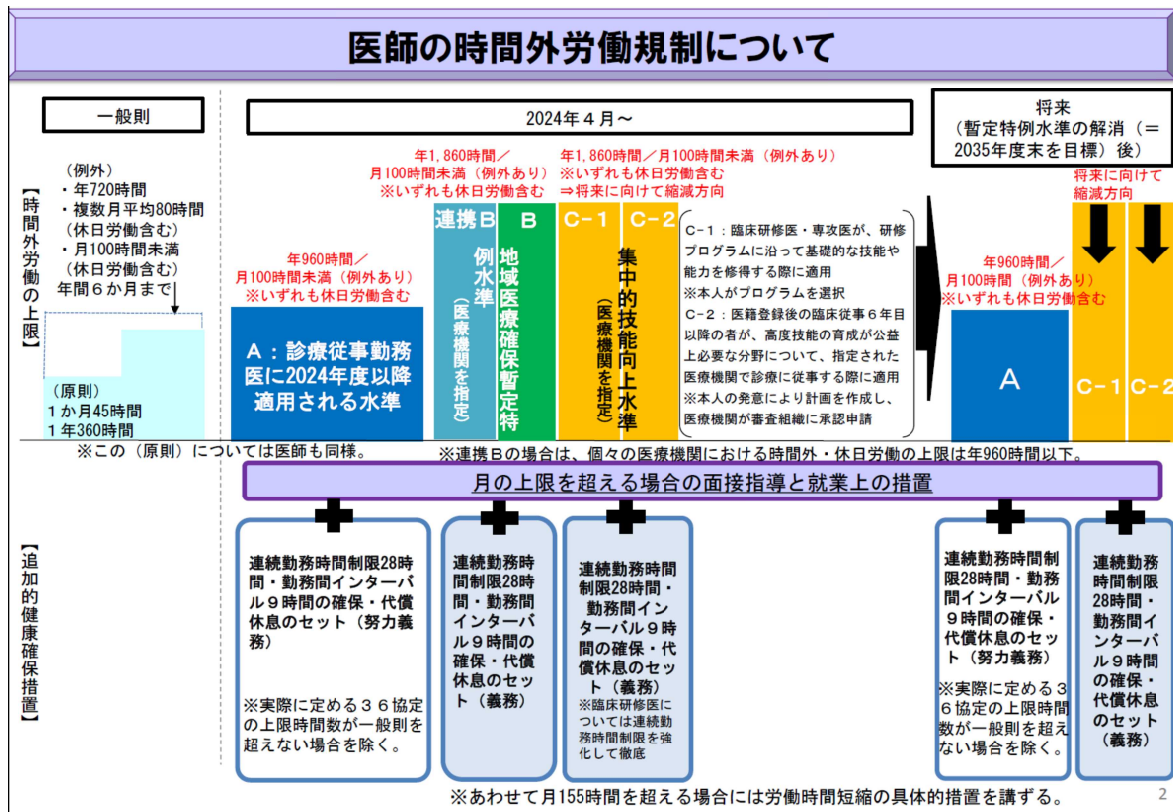 医師の時間外労働規制について
一般則
2024年４月～
将来
（暫定特例水準の解消（＝
2035年度末を目標）後）
【時間外労働の上限】
（例外）
・年720時間
・複数月平均80時間
（休日労働含む）
・月100時間未満
（休日労働含む）
年間６か月まで
（原則）
１か月45時間
１年360時間
※この（原則）については医師も同様。
年960時間／
月100時間未満（例外あり）
※いずれも休日労働含む
Ａ：診療従事勤務
医に2024年度以降
適用される水準
年1,860時間／
月100時間未満（例外あり）
※いずれも休日労働含む
連携Ｂ
Ｂ
地域医療確保暫定特
例水準
（医療機関を指定）
年1,860時間／月100時間未満（例外あり）
※いずれも休日労働含む
⇒将来に向けて縮減方向
Ｃ-１
Ｃ-２
集中的技能向上水準
（医療機関を指定）
Ｃ-１：臨床研修医・専攻医が、研修
プログラムに沿って基礎的な技能や
能力を修得する際に適用
※本人がプログラムを選択
Ｃ-２：医籍登録後の臨床従事６年目
以降の者が、高度技能の育成が公益
上必要な分野について、指定された
医療機関で診療に従事する際に適用
※本人の発意により計画を作成し、
医療機関が審査組織に承認申請
年960時間／
月100時間（例外あり）
※いずれも休日労働含む
Ａ
将来に向けて
縮減方向
Ｃ-１
Ｃ-２
※連携Ｂの場合は、個々の医療機関における時間外・休日労働の上限は年960時間以下。
月の上限を超える場合の面接指導と就業上の措置
【追加的健康確保措置】
連続勤務時間制限28時
間・勤務間インターバ
ル９時間の確保・代償
休息のセット（努力義
務）
※実際に定める３６協定
の上限時間数が一般則を
超えない場合を除く。
連続勤務時間制限28時
間・勤務間
インターバ
ル９時間の
確保・代償
休息のセッ
ト（義務）
連続勤務時間
制限28時間・
勤務間イン
ターバル９時
間の確保・代
償休息のセッ
ト（義務）
※臨床研修医に
ついては連続勤
務時間制限を強
化して徹底
連続勤務時間制
限28時間・勤務
間インターバル
９時間の確保・
代償休息のセッ
ト（努力義務）
※実際に定める３
６協定の上限時間
数が一般則を超え
ない場合を除く。
連続勤務
時間制限
28時間・
勤務間イ
ンターバ
ル９時間
の確保・
代償休息
のセット
（義務）
※あわせて月155時間を超える場合には労働時間短縮の具体的措置を講ずる。
2